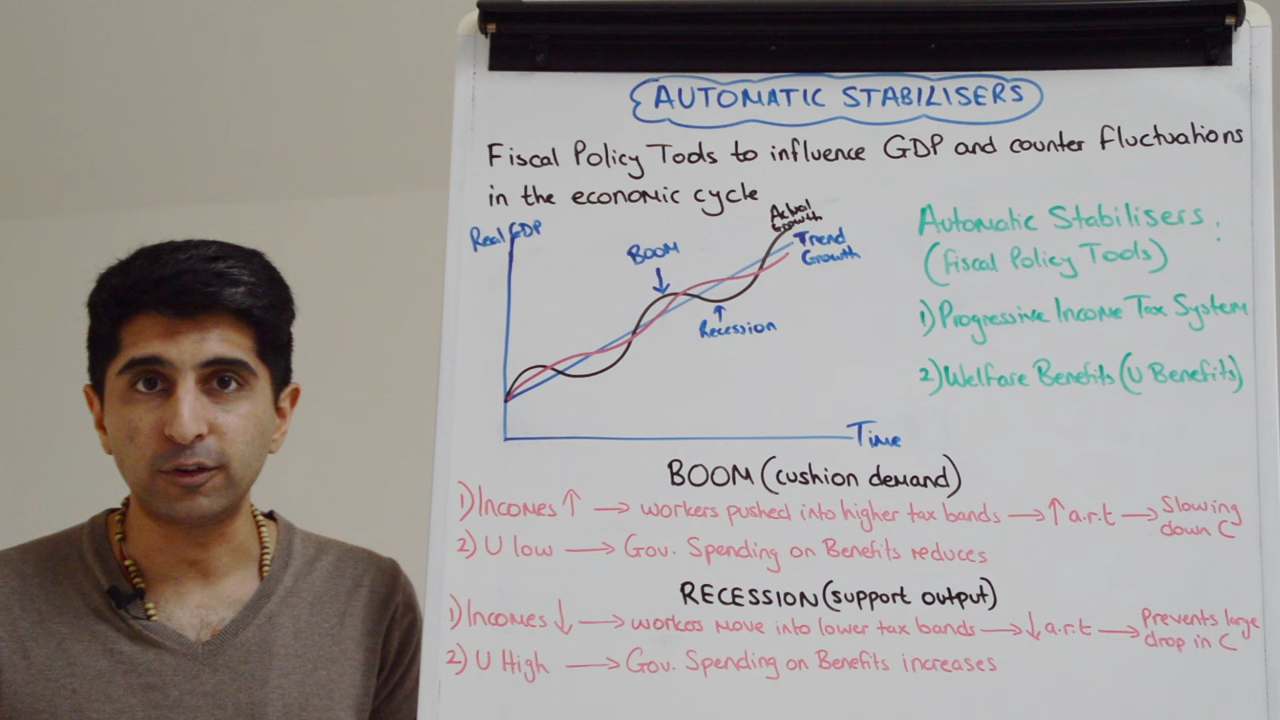 AUTOMATIC STABILISERS
Fiscal Policy Tools to influence GDP and counter fluctuations
in the economic cycle
Real GDP
BOOM
Recession
Actual
Growth
Trend
Growth
Time
Automatic Stabilisers:
(Fiscal Policy Tools)
1) Progressive Income Tax System
2) Welfare Benefits (U Benefits)
BOOM (cushion demand)
1) Incomes ↑ → workers pushed into higher tax bands → ↑ a.r.t → Slowing
down C
2) U low → Gov. Spending on Benefits reduces
RECESSION (support output)
1) Incomes ↓ → workers move into lower tax bands → ↓ a.r.t → Prevents large
drop in C
2) U High → Gov. Spending on Benefits increases